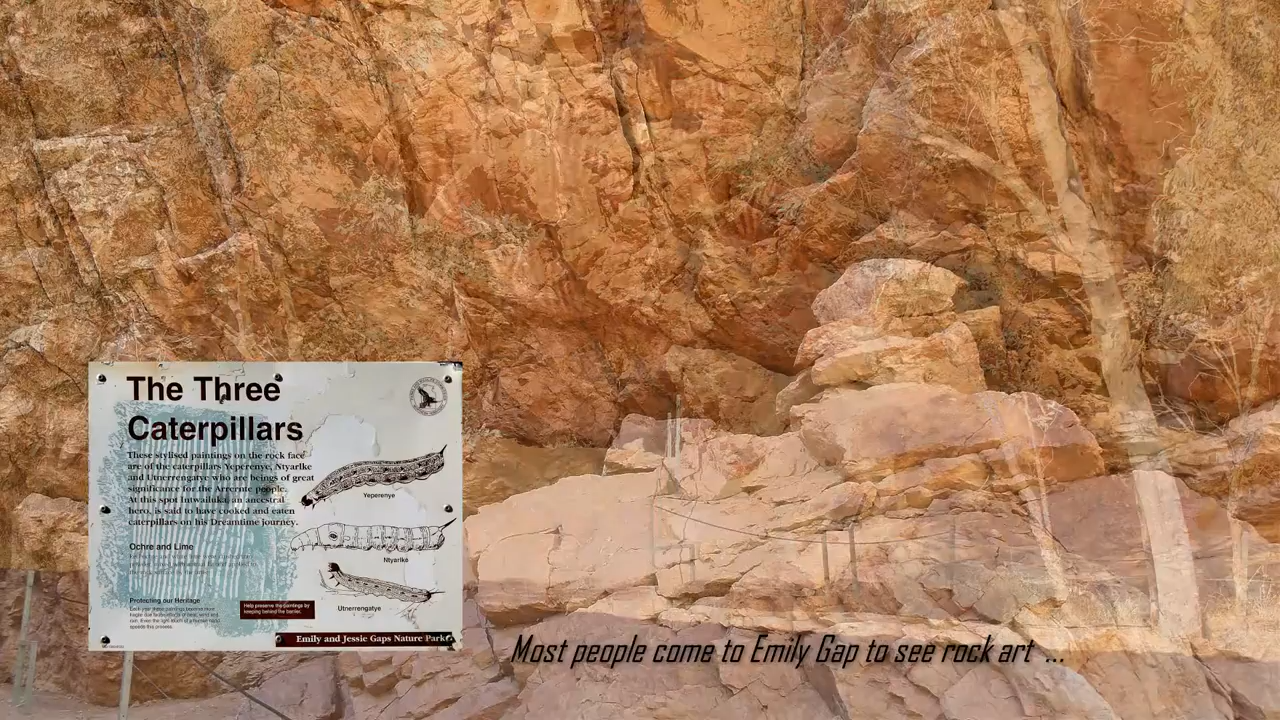 The Three
Caterpillars
These stylised paintings on the rock face
are of the caterpillars Yeperenye, Ntyarlke
and Utnerrengatye who are beings of great
significance for the Arrernte people.
At this spot Intwailuka, an ancestral
hero, is said to have cooked and eaten
caterpillars on his Dreamtime journey.
Yeperenye
Ntyarlke
Utnerrengatye
Ochre and Lime
Protecting our Heritage
Help preserve the paintings by
keeping behind the barrier.
Emily and Jessie Gaps Nature Park
Most people come to Emily Gap to see rock art ...